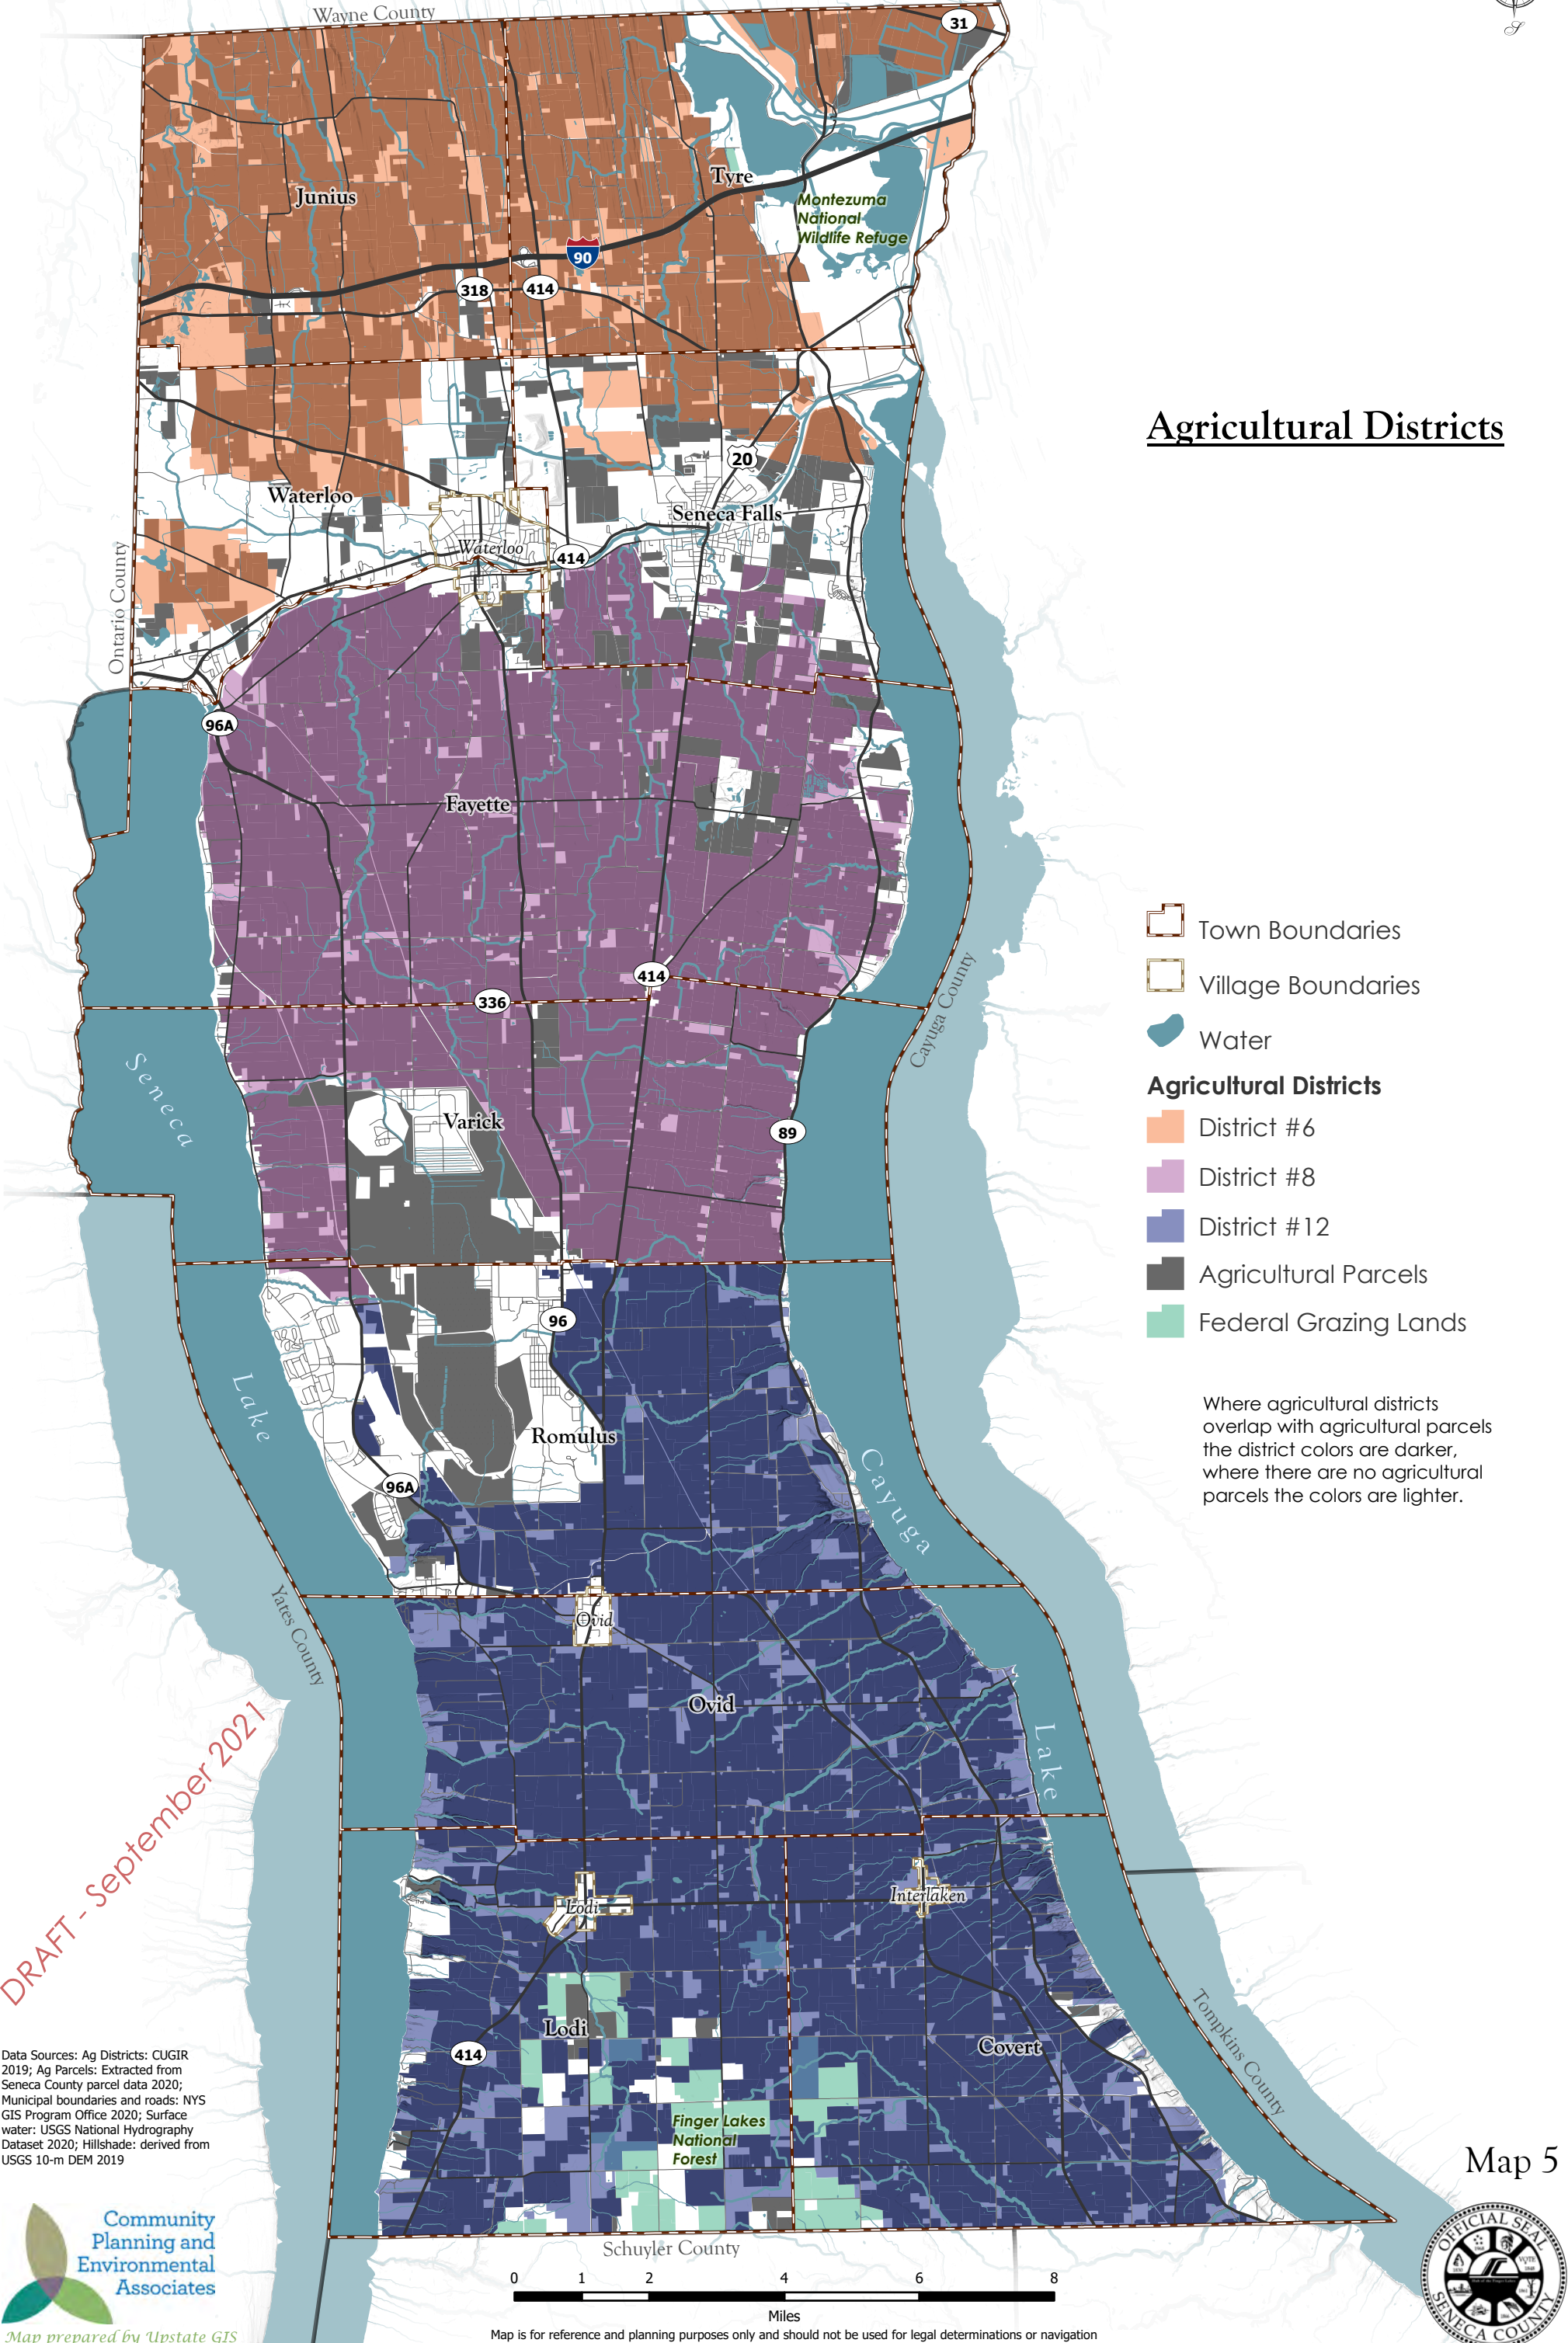 Wayne County
31
S
Junius
Tyre
Montezuma
National
Wildlife Refuge
90
318
414
Agricultural Districts
20
Waterloo
Seneca Falls
Waterloo
414
Ontario County
96A
Fayette
Town Boundaries
414
Village Boundaries
336
Cayuga County
Water
Seneca
Agricultural Districts
Varick
89
District #6
District #8
District #12
Agricultural Parcels
96
Federal Grazing Lands
Lake
Romulus
Where agricultural districts
overlap with agricultural parcels
the district colors are darker,
where there are no agricultural
parcels the colors are lighter.
96A
Cayuga
Yates County
Ovid
Ovid
Lake
DRAFT - September 2021
Lodi
Interlaken
Lodi
414
Covert
Tompkins County
Data Sources: Ag Districts: CUGIR
2019; Ag Parcels: Extracted from
Seneca County parcel data 2020;
Municipal boundaries and roads: NYS
GIS Program Office 2020; Surface
water: USGS National Hydrography
Dataset 2020; Hillshade: derived from
USGS 10-m DEM 2019
Finger Lakes
National
Forest
Map 5
Community
Planning and
Environmental
Associates
Schuyler County
OFFICIAL SEAL
SENECA COUNTY
VOTE
0 1 2 4 6 8
Miles
Map prepared by Upstate GIS
Map is for reference and planning purposes only and should not be used for legal determinations or navigation